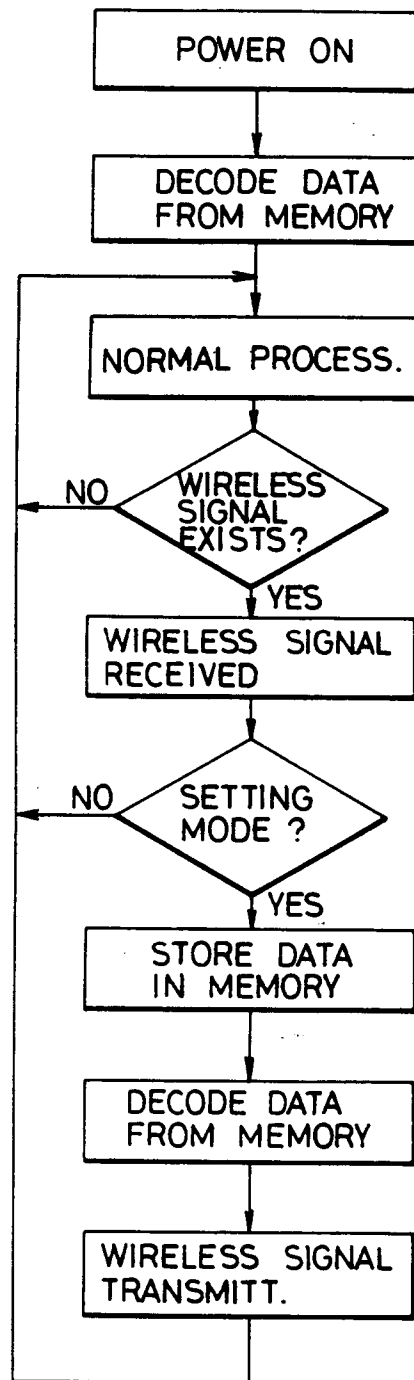 POWER ON
DECODE DATA
FROM MEMORY
NORMAL PROCESS.
NO
WIRELESS
SIGNAL
EXISTS?
YES
WIRELESS SIGNAL
RECEIVED
NO
SETTING
MODE ?
YES
STORE DATA
IN MEMORY
DECODE DATA
FROM MEMORY
WIRELESS SIGNAL
TRANSMITT.